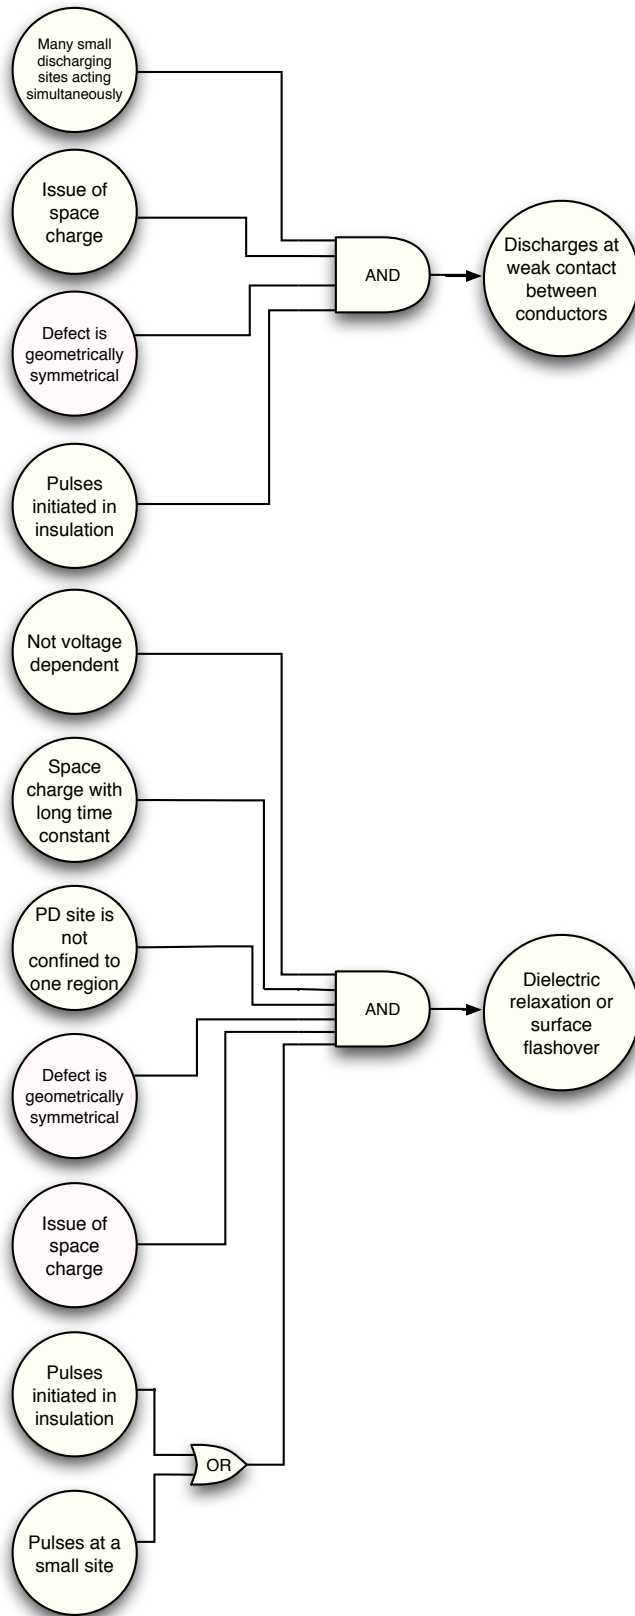 Many small
discharging
sites acting
simultaneously
Issue of
space
charge
Defect is
geometrically
symmetrical
Pulses
initiated in
insulation
AND
Discharges at
weak contact
between
conductors
Not voltage
dependent
Space
charge with
long time
constant
PD site is
not
confined to
one region
Defect is
geometrically
symmetrical
Issue of
space
charge
Pulses
initiated in
insulation
Pulses at a
small site
OR
AND
Dielectric
relaxation or
surface
flashover